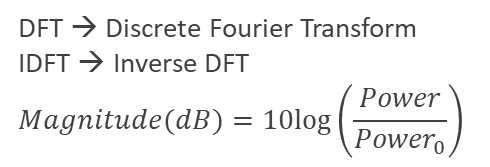 DFT → Discrete Fourier Transform
IDFT → Inverse DFT
Magnitude(dB) = 10log(Power/Power₀)